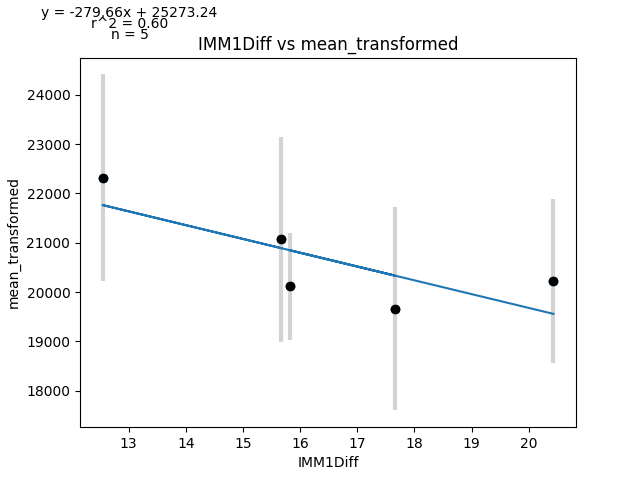 y = -279.66x + 25273.24
r^2 = 0.60
n = 5
IMM1Diff vs mean_transformed
24000
23000
22000
21000
20000
19000
18000
mean_transformed
13 14 15 16 17 18 19 20
IMM1Diff